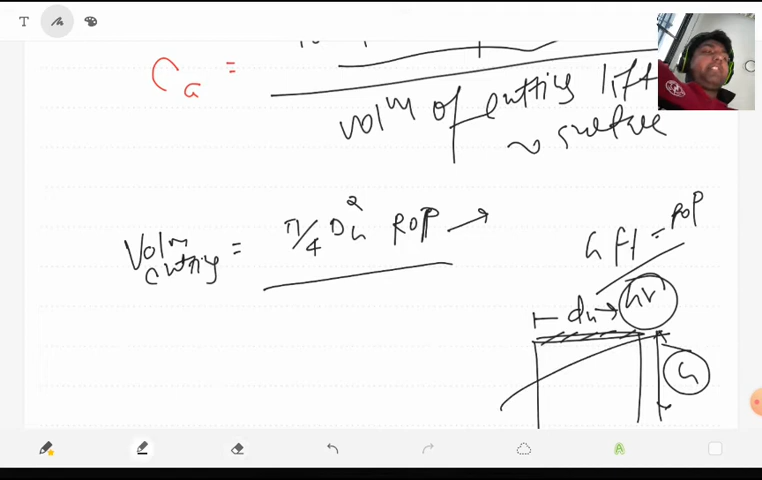 T
Ca =
volm of cutting lift
surface
Volm cutting = π/4 Dh² ROP →
h ft = ROP
hr
dh
h
A